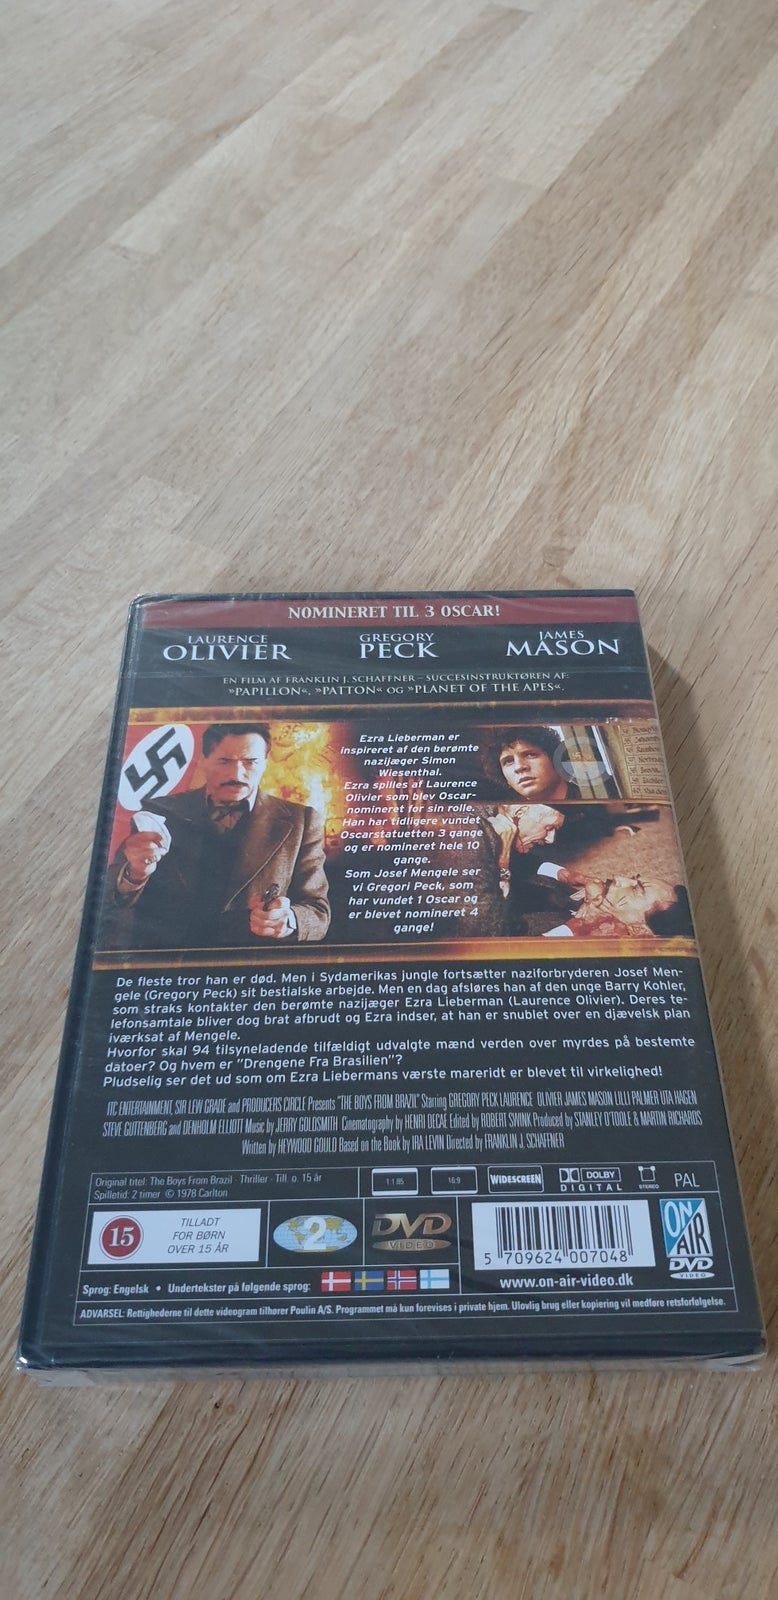 NOMINERET TIL 3 OSCAR!
LAURENCE OLIVIER
GREGORY PECK
JAMES MASON
EN FILM AF FRANKLIN J. SCHAFFNER – SUCCESINSTRUKTØREN AF:
»PAPILLON«, »PATTON« OG »PLANET OF THE APES«.
Ezra Lieberman er
inspireret af den berømte
nazijæger Simon
Wiesenthal.
Ezra spilles af Laurence
Olivier som blev Oscar-
nomineret for sin rolle.
Han har tidligere vundet
Oscarstatuetten 3 gange
og er nomineret hele 10
gange.
Som Josef Mengele ser
vi Gregori Peck, som
har vundet 1 Oscar og
er blevet nomineret 4
gange!
De fleste tror han er død. Men i Sydamerikas jungle fortsætter naziforbryderen Josef Men-
gele (Gregory Peck) sit bestialske arbejde. Men en dag afsløres han af den unge Barry Kohler,
som straks kontakter den berømte nazijæger Ezra Lieberman (Laurence Olivier). Deres te-
lefonsamtale bliver dog brat afbrudt og Ezra indser, at han er snublet over en djævelsk plan
iværksat af Mengele.
Hvorfor skal 94 tilsyneladende tilfældigt udvalgte mænd verden over myrdes på bestemte
datoer? Og hvem er "Drengene Fra Brasilien"?
Pludselig ser det ud som om Ezra Liebermans værste mareridt er blevet til virkelighed!
ITC ENTERTAINMENT, SIR LEW GRADE and PRODUCERS CIRCLE Presents "THE BOYS FROM BRAZIL" Starring GREGORY PECK LAURENCE OLIVIER JAMES MASON LILLI PALMER UTA HAGEN
STEVE GUTTENBERG and DENHOLM ELLIOTT Music by JERRY GOLDSMITH Cinematography by HENRI DECAE Edited by ROBERT SWINK Produced by STANLEY O'TOOLE & MARTIN RICHARDS
Written by HEYWOOD GOULD Based on the Book by IRA LEVIN Directed by FRANKLIN J. SCHAFFNER
Original titel: The Boys From Brazil · Thriller · Till. o. 15 år
Spilletid: 2 timer © 1978 Carlton
1:1.85
16:9
WIDESCREEN
DOLBY
DIGITAL
STEREO
PAL
15
TILLADT
FOR BØRN
OVER 15 ÅR
2
DVD
VIDEO
5 709624 007048
www.on-air-video.dk
ON
AIR
DVD
VIDEO
Sprog: Engelsk • Undertekster på følgende sprog:
ADVARSEL: Rettighederne til dette videogram tilhører Poulin A/S. Programmet må kun forevises i private hjem. Ulovlig brug eller kopiering vil medføre retsforfølgelse.